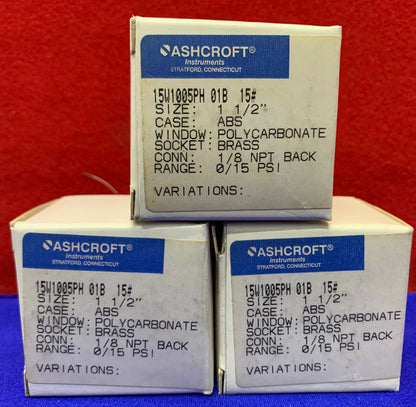 ASHCROFT®
Instruments
STRATFORD, CONNECTICUT
15W1005PH 01B 15#
SIZE: 1 1/2"
CASE: ABS
WINDOW: POLYCARBONATE
SOCKET: BRASS
CONN: 1/8 NPT BACK
RANGE: 0/15 PSI
VARIATIONS:
ASHCROFT®
Instruments
STRATFORD, CONNECTICUT
15W1005PH 01B 15#
SIZE: 1 1/2"
CASE: ABS
WINDOW: POLYCARBONATE
SOCKET: BRASS
CONN: 1/8 NPT BACK
RANGE: 0/15 PSI
VARIATIONS:
ASHCROFT®
Instruments
STRATFORD, CONNECTICUT
15W1005PH 01B 15#
SIZE: 1 1/2"
CASE: ABS
WINDOW: POLYCARBONATE
SOCKET: BRASS
CONN: 1/8 NPT BACK
RANGE: 0/15 PSI
VARIATIONS: